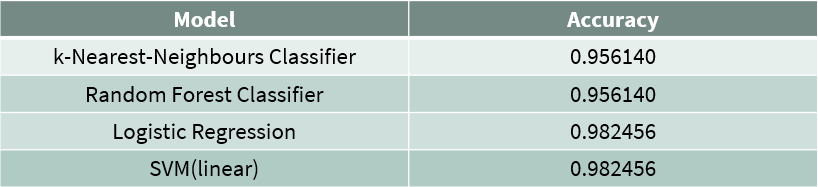 Model Accuracy
k-Nearest-Neighbours Classifier 0.956140
Random Forest Classifier 0.956140
Logistic Regression 0.982456
SVM(linear) 0.982456